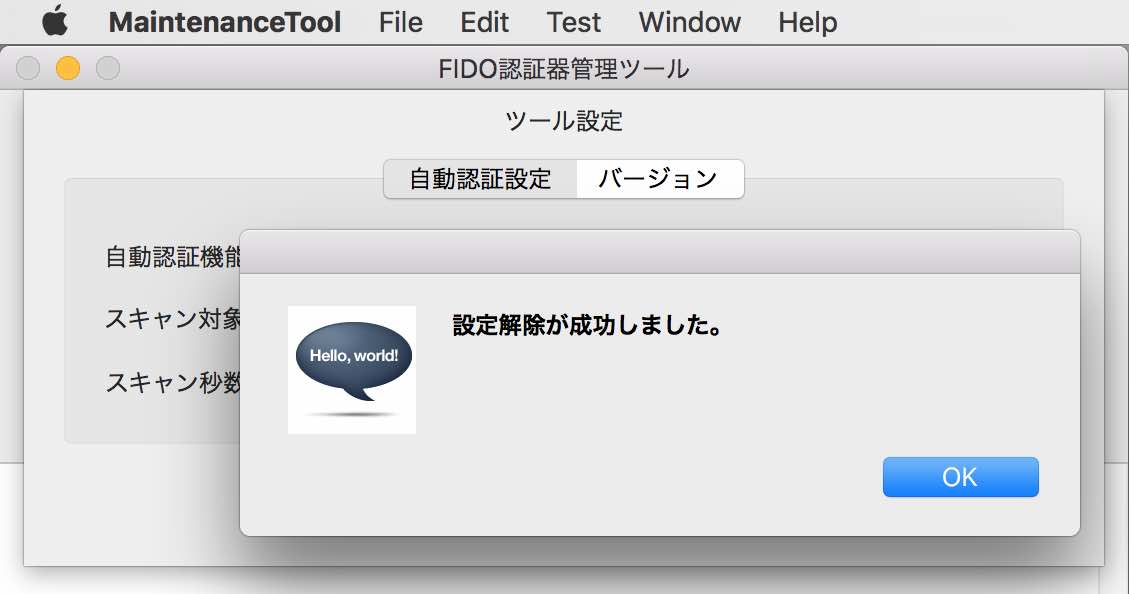 MaintenanceTool File Edit Test Window Help
FIDO認証器管理ツール
ツール設定
自動認証設定 バージョン
自動認証機能
スキャン対象
スキャン秒数
Hello, world!
設定解除が成功しました。
OK